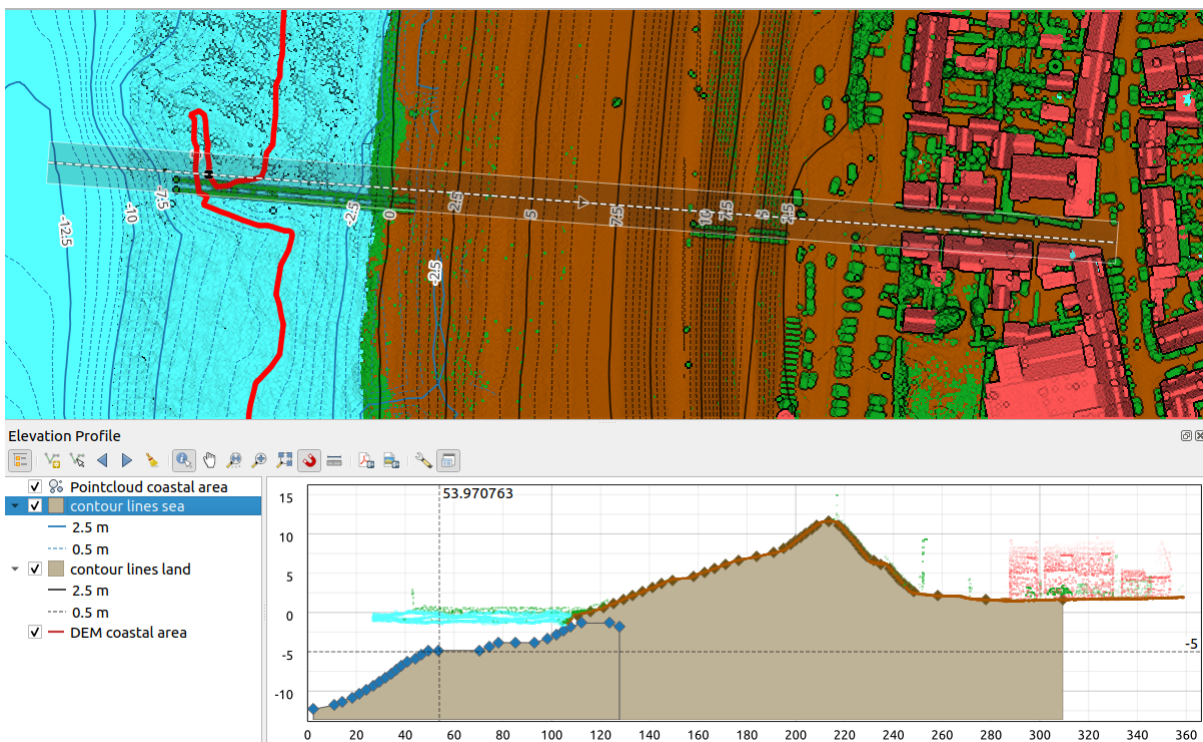 -12.5
-10
-7.5
-2.5
0
2.5
-2.5
5
7.5
10
7.5
5
2.5
Elevation Profile
Pointcloud coastal area
contour lines sea
2.5 m
0.5 m
contour lines land
2.5 m
0.5 m
DEM coastal area
53.970763
15
10
5
0
-5
-10
-5
0 20 40 60 80 100 120 140 160 180 200 220 240 260 280 300 320 340 360